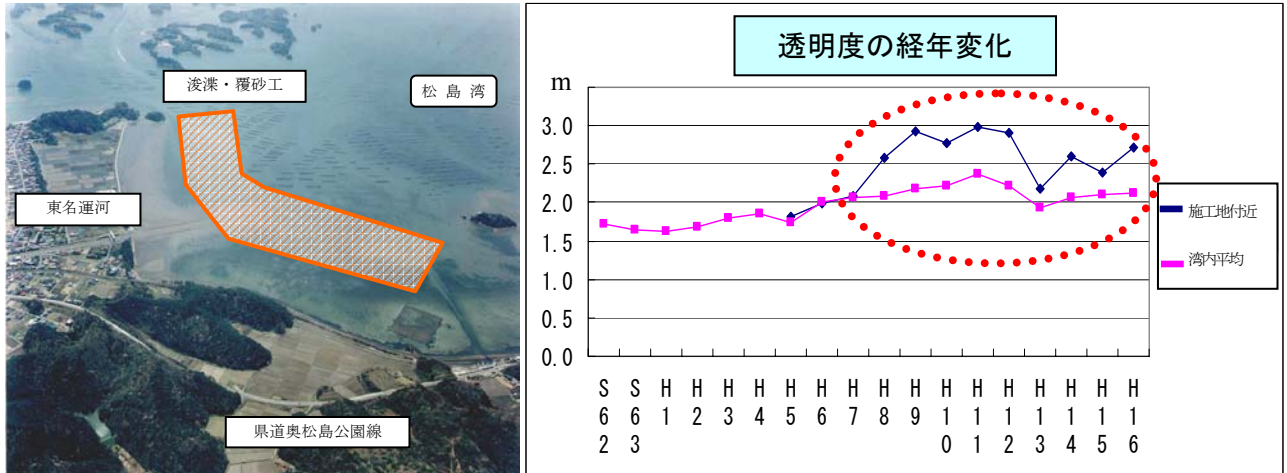 浚渫・覆砂工
松島湾
東名運河
県道奥松島公園線
透明度の経年変化
m
3.0
2.5
2.0
1.5
1.0
0.5
0.0
S62 S63 H1 H2 H3 H4 H5 H6 H7 H8 H9 H10 H11 H12 H13 H14 H15 H16
施工地付近
湾内平均